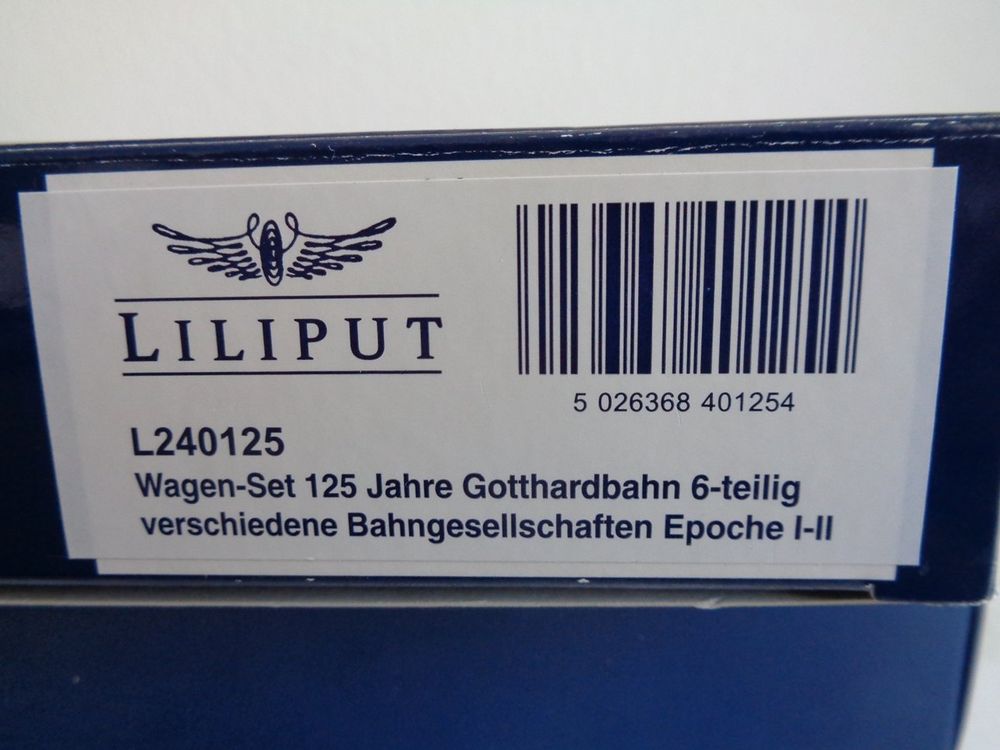 LILIPUT
5 026368 401254
L240125
Wagen-Set 125 Jahre Gotthardbahn 6-teilig
verschiedene Bahngesellschaften Epoche I-II